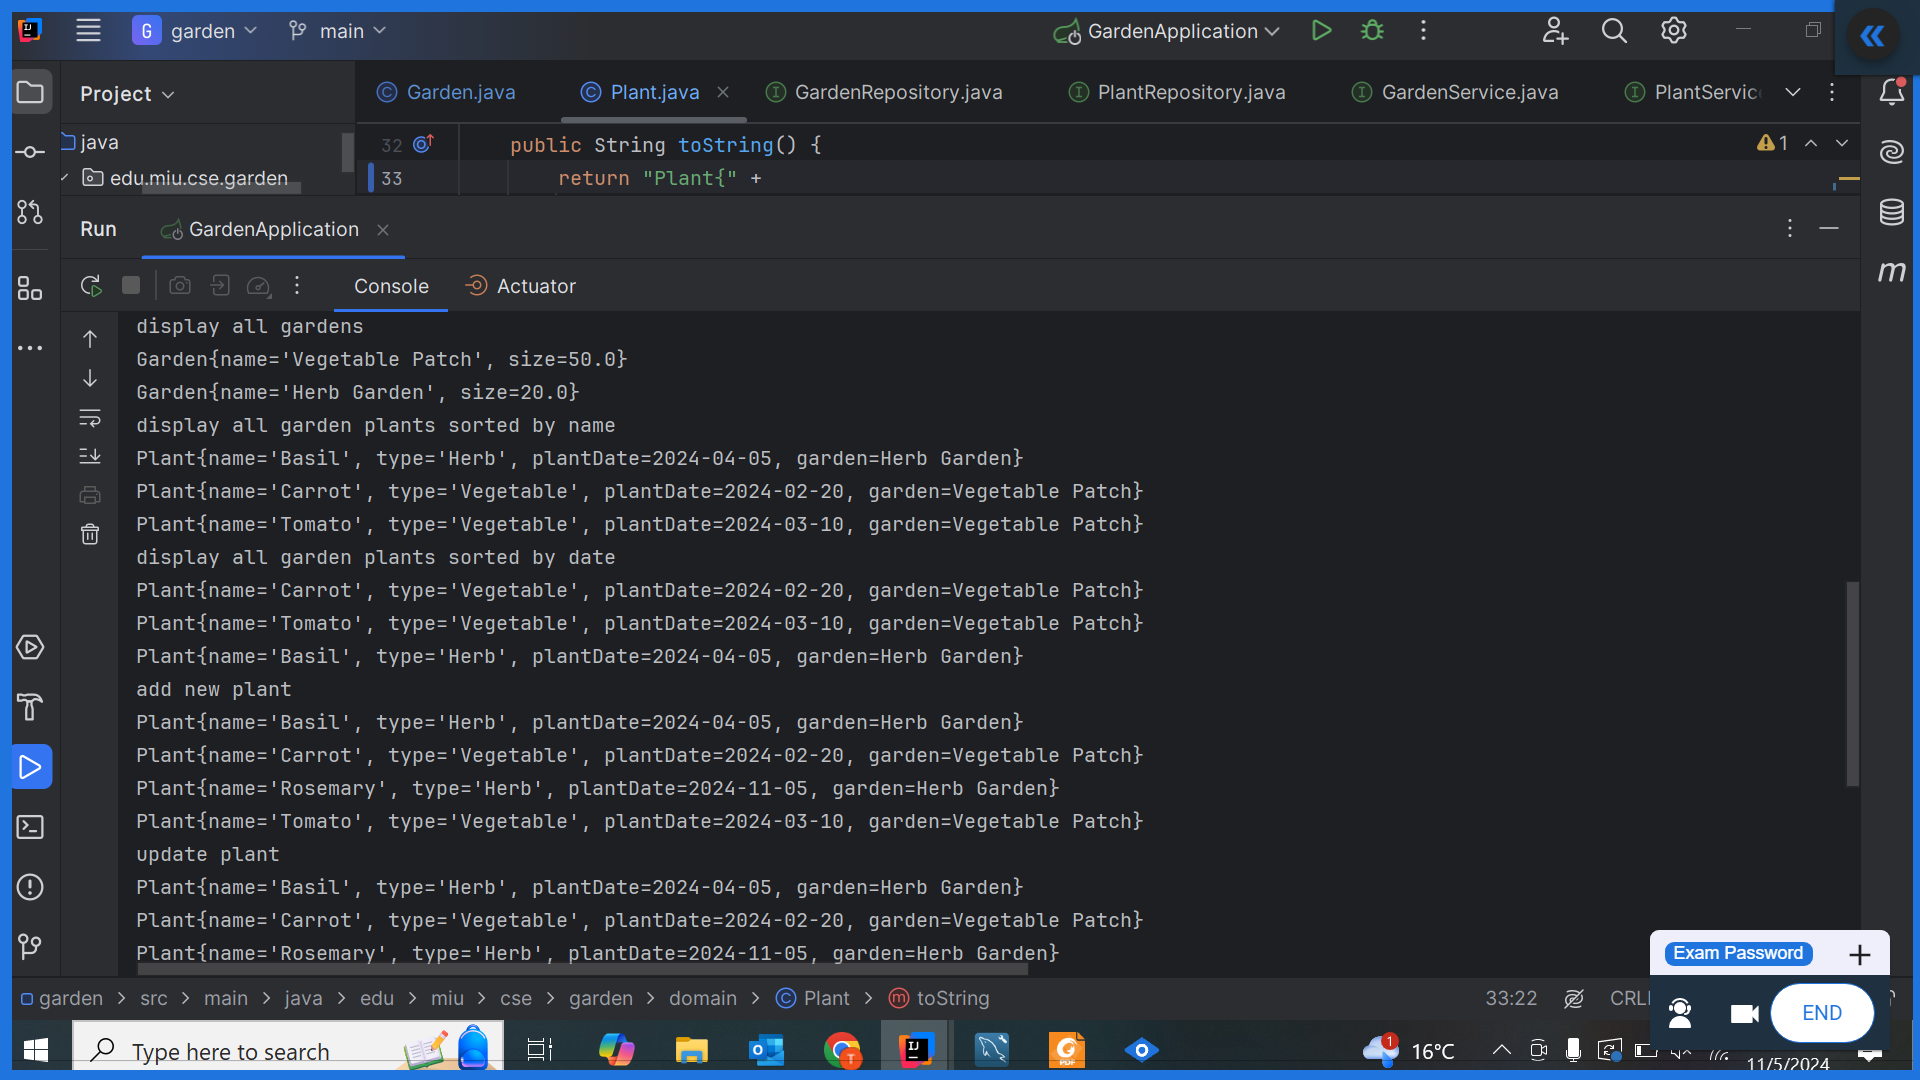 G garden main GardenApplication
Project
Garden.java Plant.java GardenRepository.java PlantRepository.java GardenService.java PlantServic
java
edu.miu.cse.garden
32 public String toString() {
33 return "Plant{" +
1
Run GardenApplication
Console Actuator
display all gardens
Garden{name='Vegetable Patch', size=50.0}
Garden{name='Herb Garden', size=20.0}
display all garden plants sorted by name
Plant{name='Basil', type='Herb', plantDate=2024-04-05, garden=Herb Garden}
Plant{name='Carrot', type='Vegetable', plantDate=2024-02-20, garden=Vegetable Patch}
Plant{name='Tomato', type='Vegetable', plantDate=2024-03-10, garden=Vegetable Patch}
display all garden plants sorted by date
Plant{name='Carrot', type='Vegetable', plantDate=2024-02-20, garden=Vegetable Patch}
Plant{name='Tomato', type='Vegetable', plantDate=2024-03-10, garden=Vegetable Patch}
Plant{name='Basil', type='Herb', plantDate=2024-04-05, garden=Herb Garden}
add new plant
Plant{name='Basil', type='Herb', plantDate=2024-04-05, garden=Herb Garden}
Plant{name='Carrot', type='Vegetable', plantDate=2024-02-20, garden=Vegetable Patch}
Plant{name='Rosemary', type='Herb', plantDate=2024-11-05, garden=Herb Garden}
Plant{name='Tomato', type='Vegetable', plantDate=2024-03-10, garden=Vegetable Patch}
update plant
Plant{name='Basil', type='Herb', plantDate=2024-04-05, garden=Herb Garden}
Plant{name='Carrot', type='Vegetable', plantDate=2024-02-20, garden=Vegetable Patch}
Plant{name='Rosemary', type='Herb', plantDate=2024-11-05, garden=Herb Garden}
Exam Password
garden > src > main > java > edu > miu > cse > garden > domain > Plant > toString
33:22 CRL
END
Type here to search
1 16°C
11/5/2024